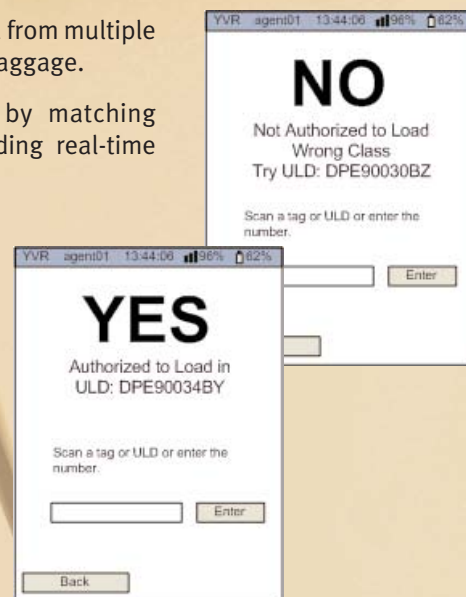 from multiple
aggage.
by matching
ding real-time
YVR agent01 13:44:06 96% 62%
NO
Not Authorized to Load
Wrong Class
Try ULD: DPE90030BZ
Scan a tag or ULD or enter the
number.
Enter
YVR agent01 13:44:06 96% 62%
YES
Authorized to Load in
ULD: DPE90034BY
Scan a tag or ULD or enter the
number.
Enter
Back